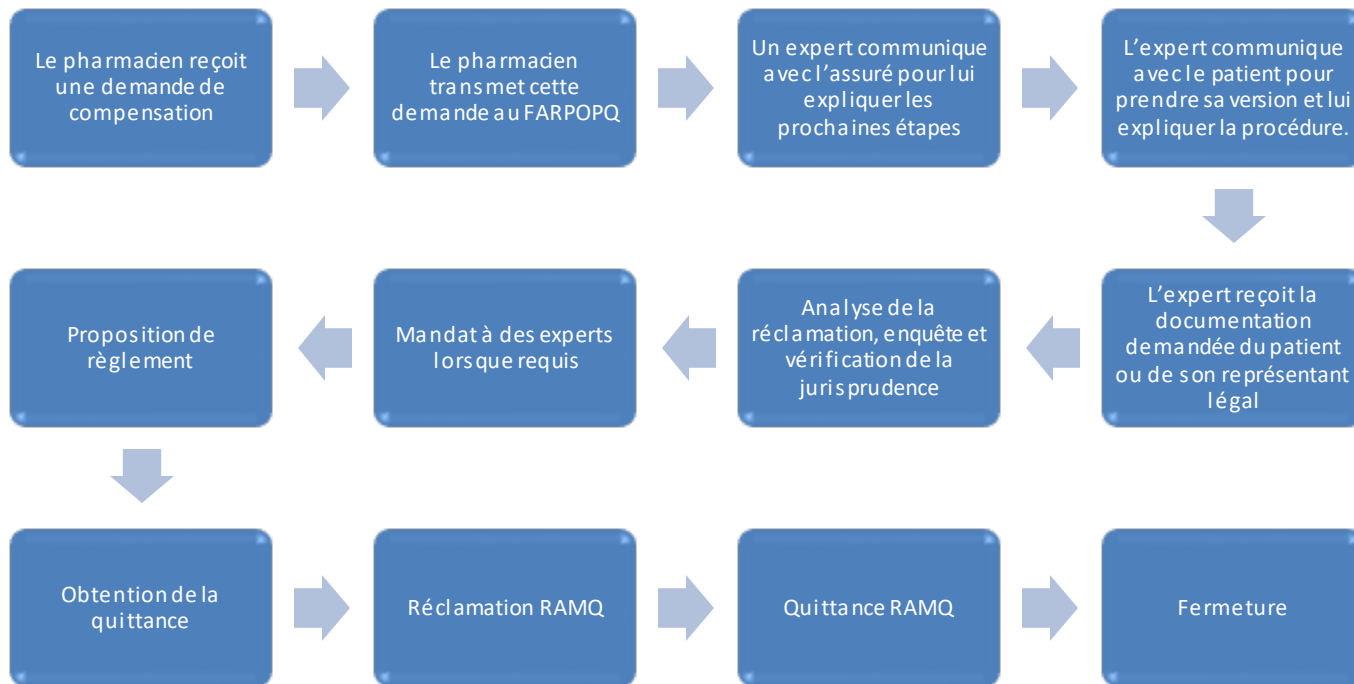 Le pharmacien reçoit
une demande de
compensation
Le pharmacien
transmet cette
demande au FARPOPQ
Un expert communique
avec l’assuré pour lui
expliquer les
prochaines étapes
L’expert communique
avec le patient pour
prendre sa version et lui
expliquer la procédure.
L’expert reçoit la
documentation
demandée du patient
ou de son représentant
légal
Analyse de la
réclamation, enquête et
vérification de la
jurisprudence
Mandat à des experts
lorsque requis
Proposition de
règlement
Obtention de la
quittance
Réclamation RAMQ
Quittance RAMQ
Fermeture